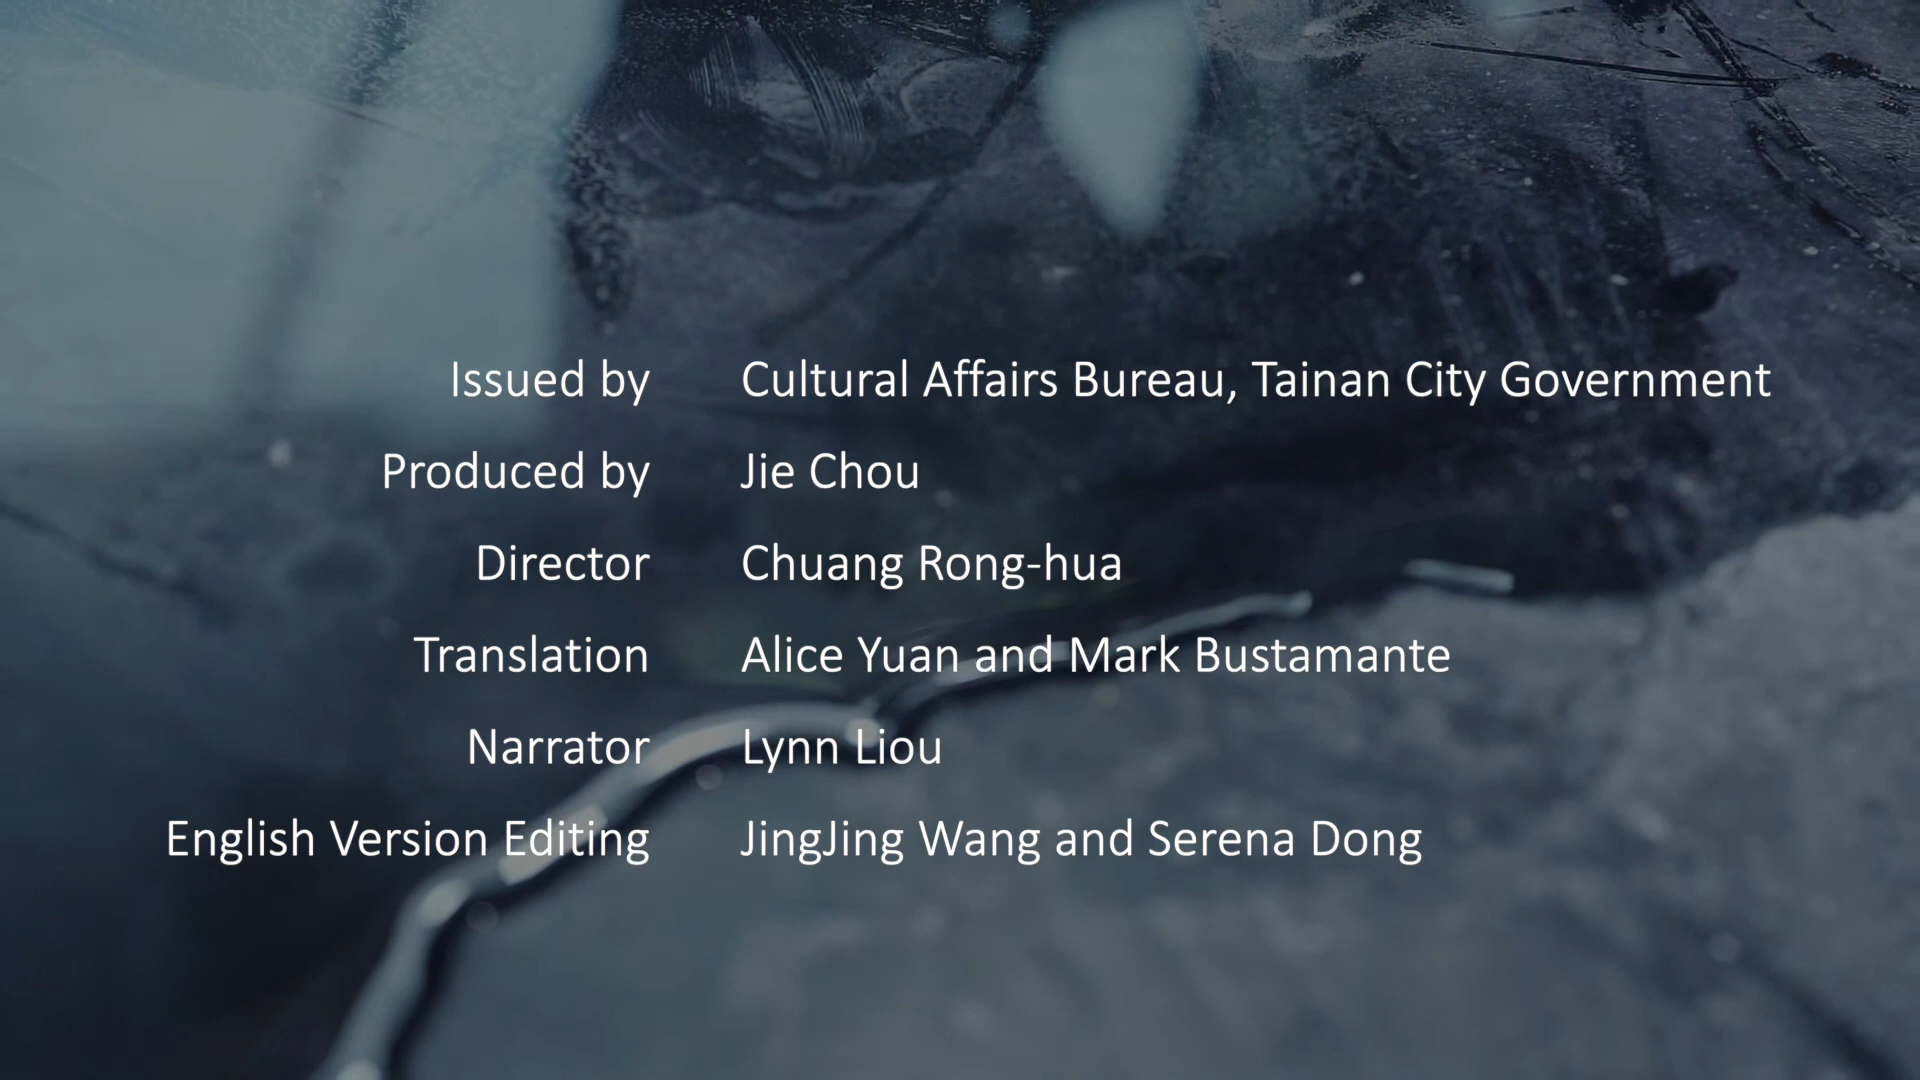 Issued by Cultural Affairs Bureau, Tainan City Government
Produced by Jie Chou
Director Chuang Rong-hua
Translation Alice Yuan and Mark Bustamante
Narrator Lynn Liou
English Version Editing JingJing Wang and Serena Dong